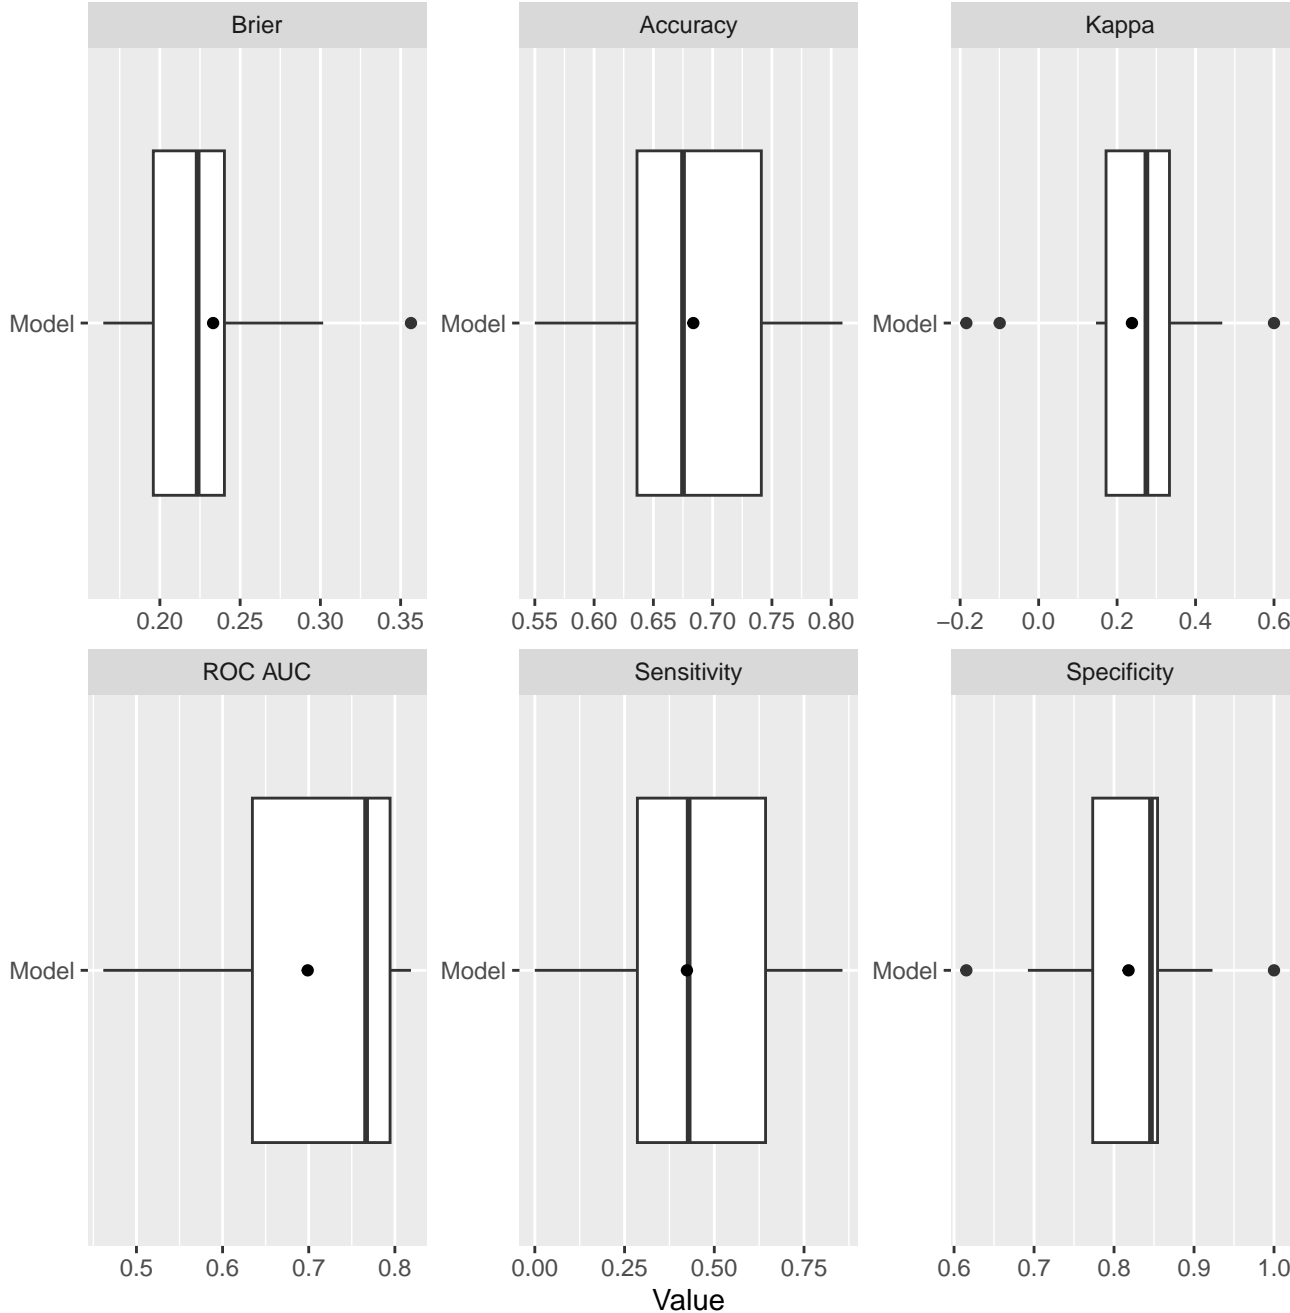 Brier Accuracy Kappa
Model Model Model
0.20 0.25 0.30 0.35 0.55 0.60 0.65 0.70 0.75 0.80 −0.2 0.0 0.2 0.4 0.6
ROC AUC Sensitivity Specificity
Model Model Model
0.5 0.6 0.7 0.8 0.00 0.25 0.50 0.75 0.6 0.7 0.8 0.9 1.0
Value